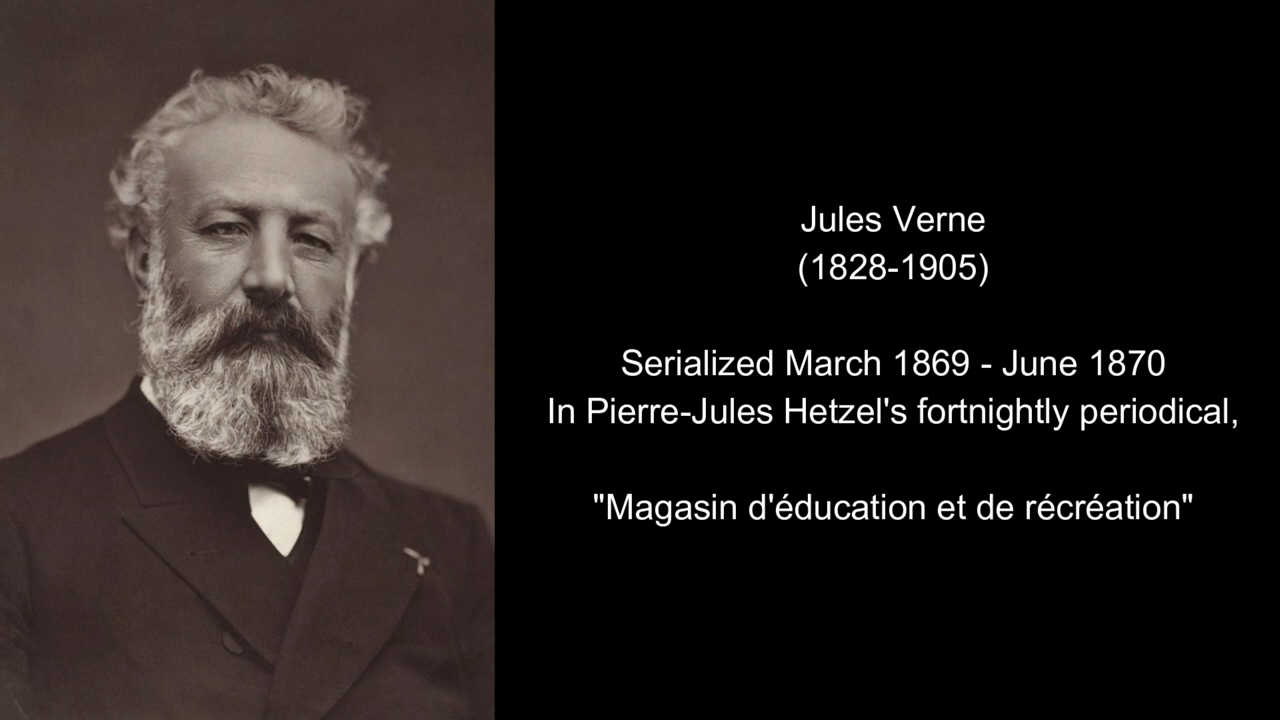 Jules Verne
(1828-1905)
Serialized March 1869 - June 1870
In Pierre-Jules Hetzel's fortnightly periodical,
"Magasin d'éducation et de récréation"